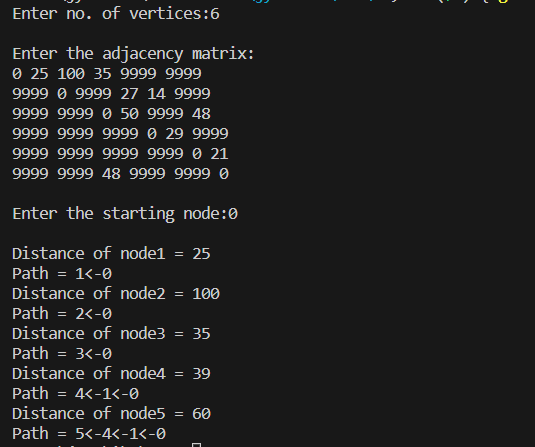 Enter no. of vertices:6
Enter the adjacency matrix:
0 25 100 35 9999 9999
9999 0 9999 27 14 9999
9999 9999 0 50 9999 48
9999 9999 9999 0 29 9999
9999 9999 9999 9999 0 21
9999 9999 48 9999 9999 0
Enter the starting node:0
Distance of node1 = 25
Path = 1<-0
Distance of node2 = 100
Path = 2<-0
Distance of node3 = 35
Path = 3<-0
Distance of node4 = 39
Path = 4<-1<-0
Distance of node5 = 60
Path = 5<-4<-1<-0